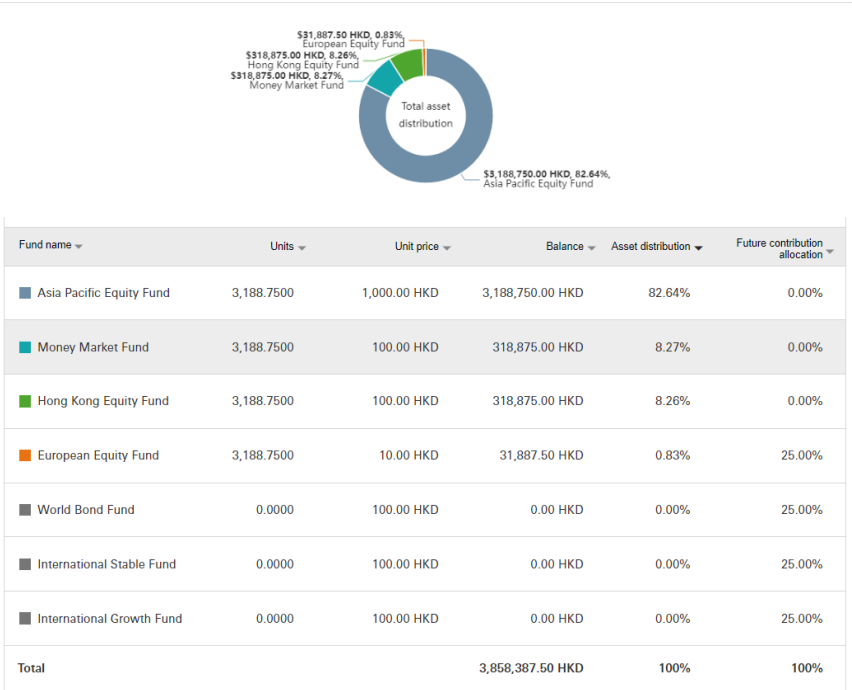 $31,887.50 HKD, 0.83%,
European Equity Fund
$318,875.00 HKD, 8.26%,
Hong Kong Equity Fund
$318,875.00 HKD, 8.27%,
Money Market Fund
Total asset
distribution
$3,188,750.00 HKD, 82.64%,
Asia Pacific Equity Fund
Fund name Units Unit price Balance Asset distribution Future contribution
allocation
Asia Pacific Equity Fund 3,188.7500 1,000.00 HKD 3,188,750.00 HKD 82.64% 0.00%
Money Market Fund 3,188.7500 100.00 HKD 318,875.00 HKD 8.27% 0.00%
Hong Kong Equity Fund 3,188.7500 100.00 HKD 318,875.00 HKD 8.26% 0.00%
European Equity Fund 3,188.7500 10.00 HKD 31,887.50 HKD 0.83% 25.00%
World Bond Fund 0.0000 100.00 HKD 0.00 HKD 0.00% 25.00%
International Stable Fund 0.0000 100.00 HKD 0.00 HKD 0.00% 25.00%
International Growth Fund 0.0000 100.00 HKD 0.00 HKD 0.00% 25.00%
Total 3,858,387.50 HKD 100% 100%